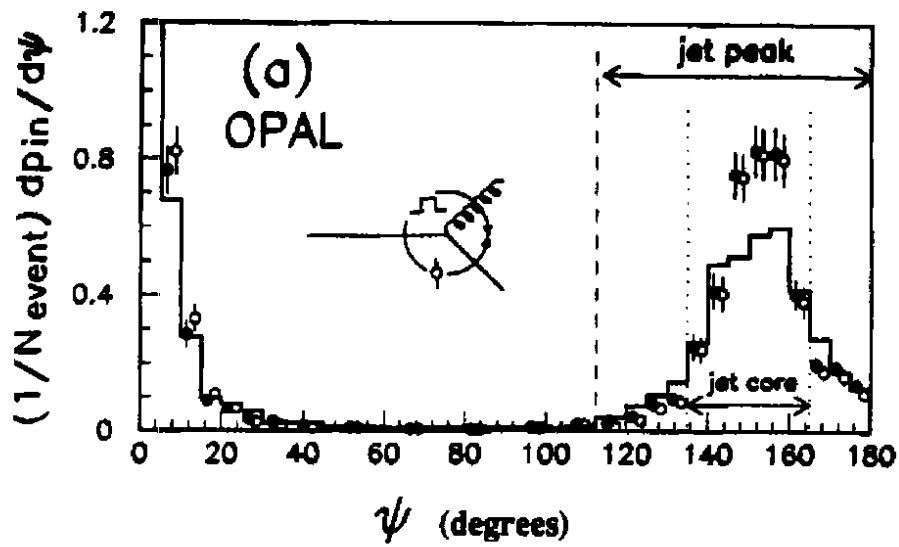 (1/Nevent) dpin/dψ
1.2
0.8
0.4
0
(a)
OPAL
jet peak
jet core
0 20 40 60 80 100 120 140 160 180
ψ (degrees)